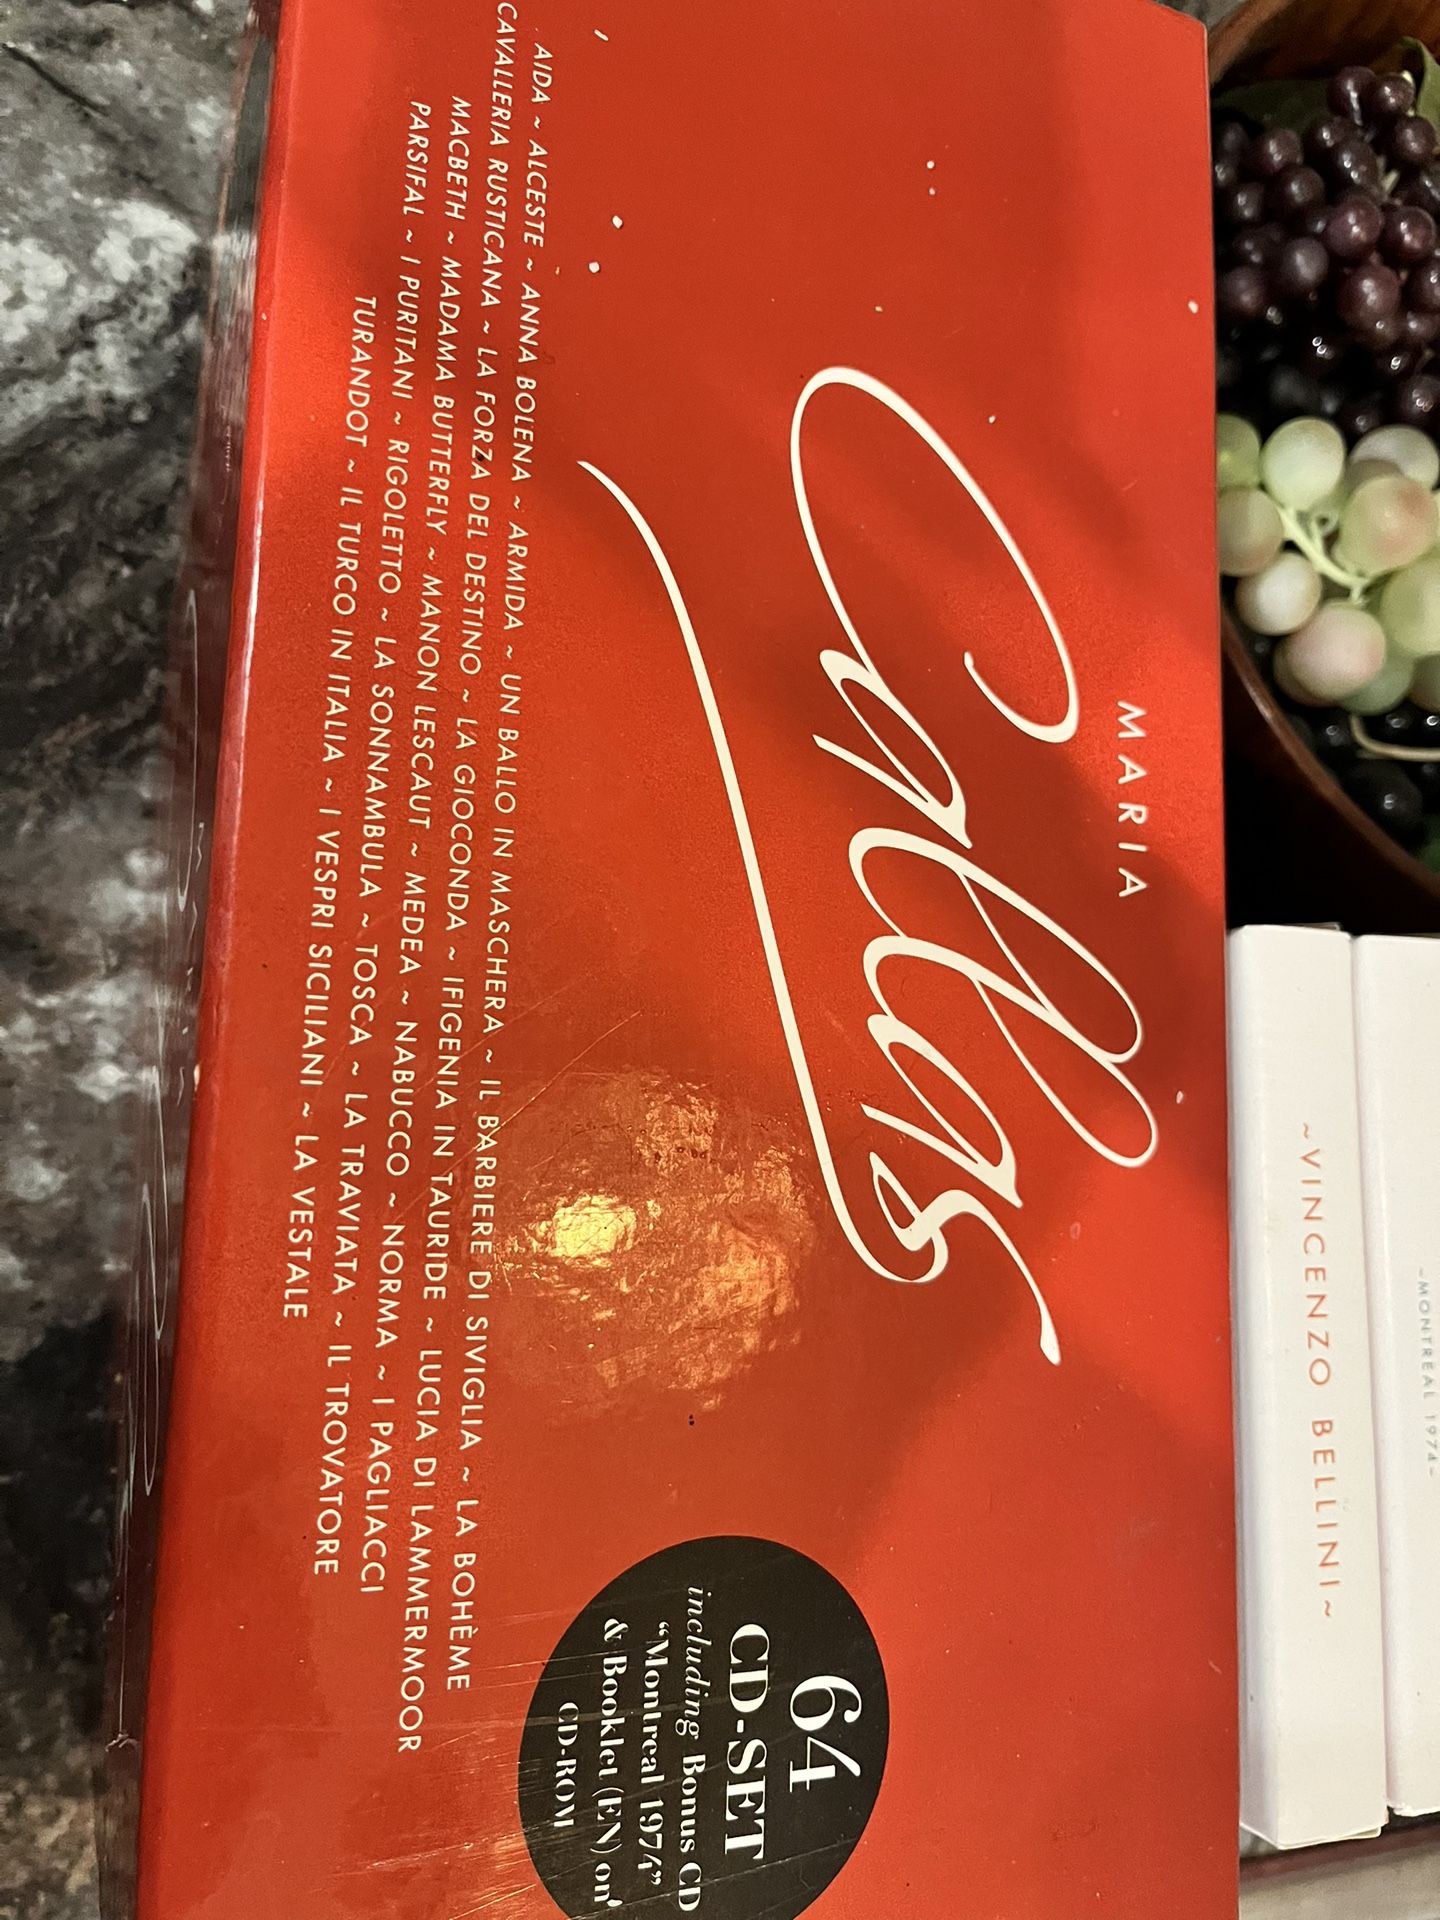 MARIA
Callas
AIDA ~ ALCESTE ~ ANNA BOLENA ~ ARMIDA ~ UN BALLO IN MASCHERA ~ IL BARBIERE DI SIVIGLIA ~ LA BOHÈME
CAVALLERIA RUSTICANA ~ LA FORZA DEL DESTINO ~ LA GIOCONDA ~ IFIGENIA IN TAURIDE ~ LUCIA DI LAMMERMOOR
MACBETH ~ MADAMA BUTTERFLY ~ MANON LESCAUT ~ MEDEA ~ NABUCCO ~ NORMA ~ I PAGLIACCI
PARSIFAL ~ I PURITANI ~ RIGOLETTO ~ LA SONNAMBULA ~ TOSCA ~ LA TRAVIATA ~ IL TROVATORE
TURANDOT ~ IL TURCO IN ITALIA ~ I VESPRI SICILIANI ~ LA VESTALE
64
CD-SET
including Bonus CD
“Montreal 1974”
& Booklet (EN) on
CD-ROM
~MONTREAL 1974~
~VINCENZO BELLINI~